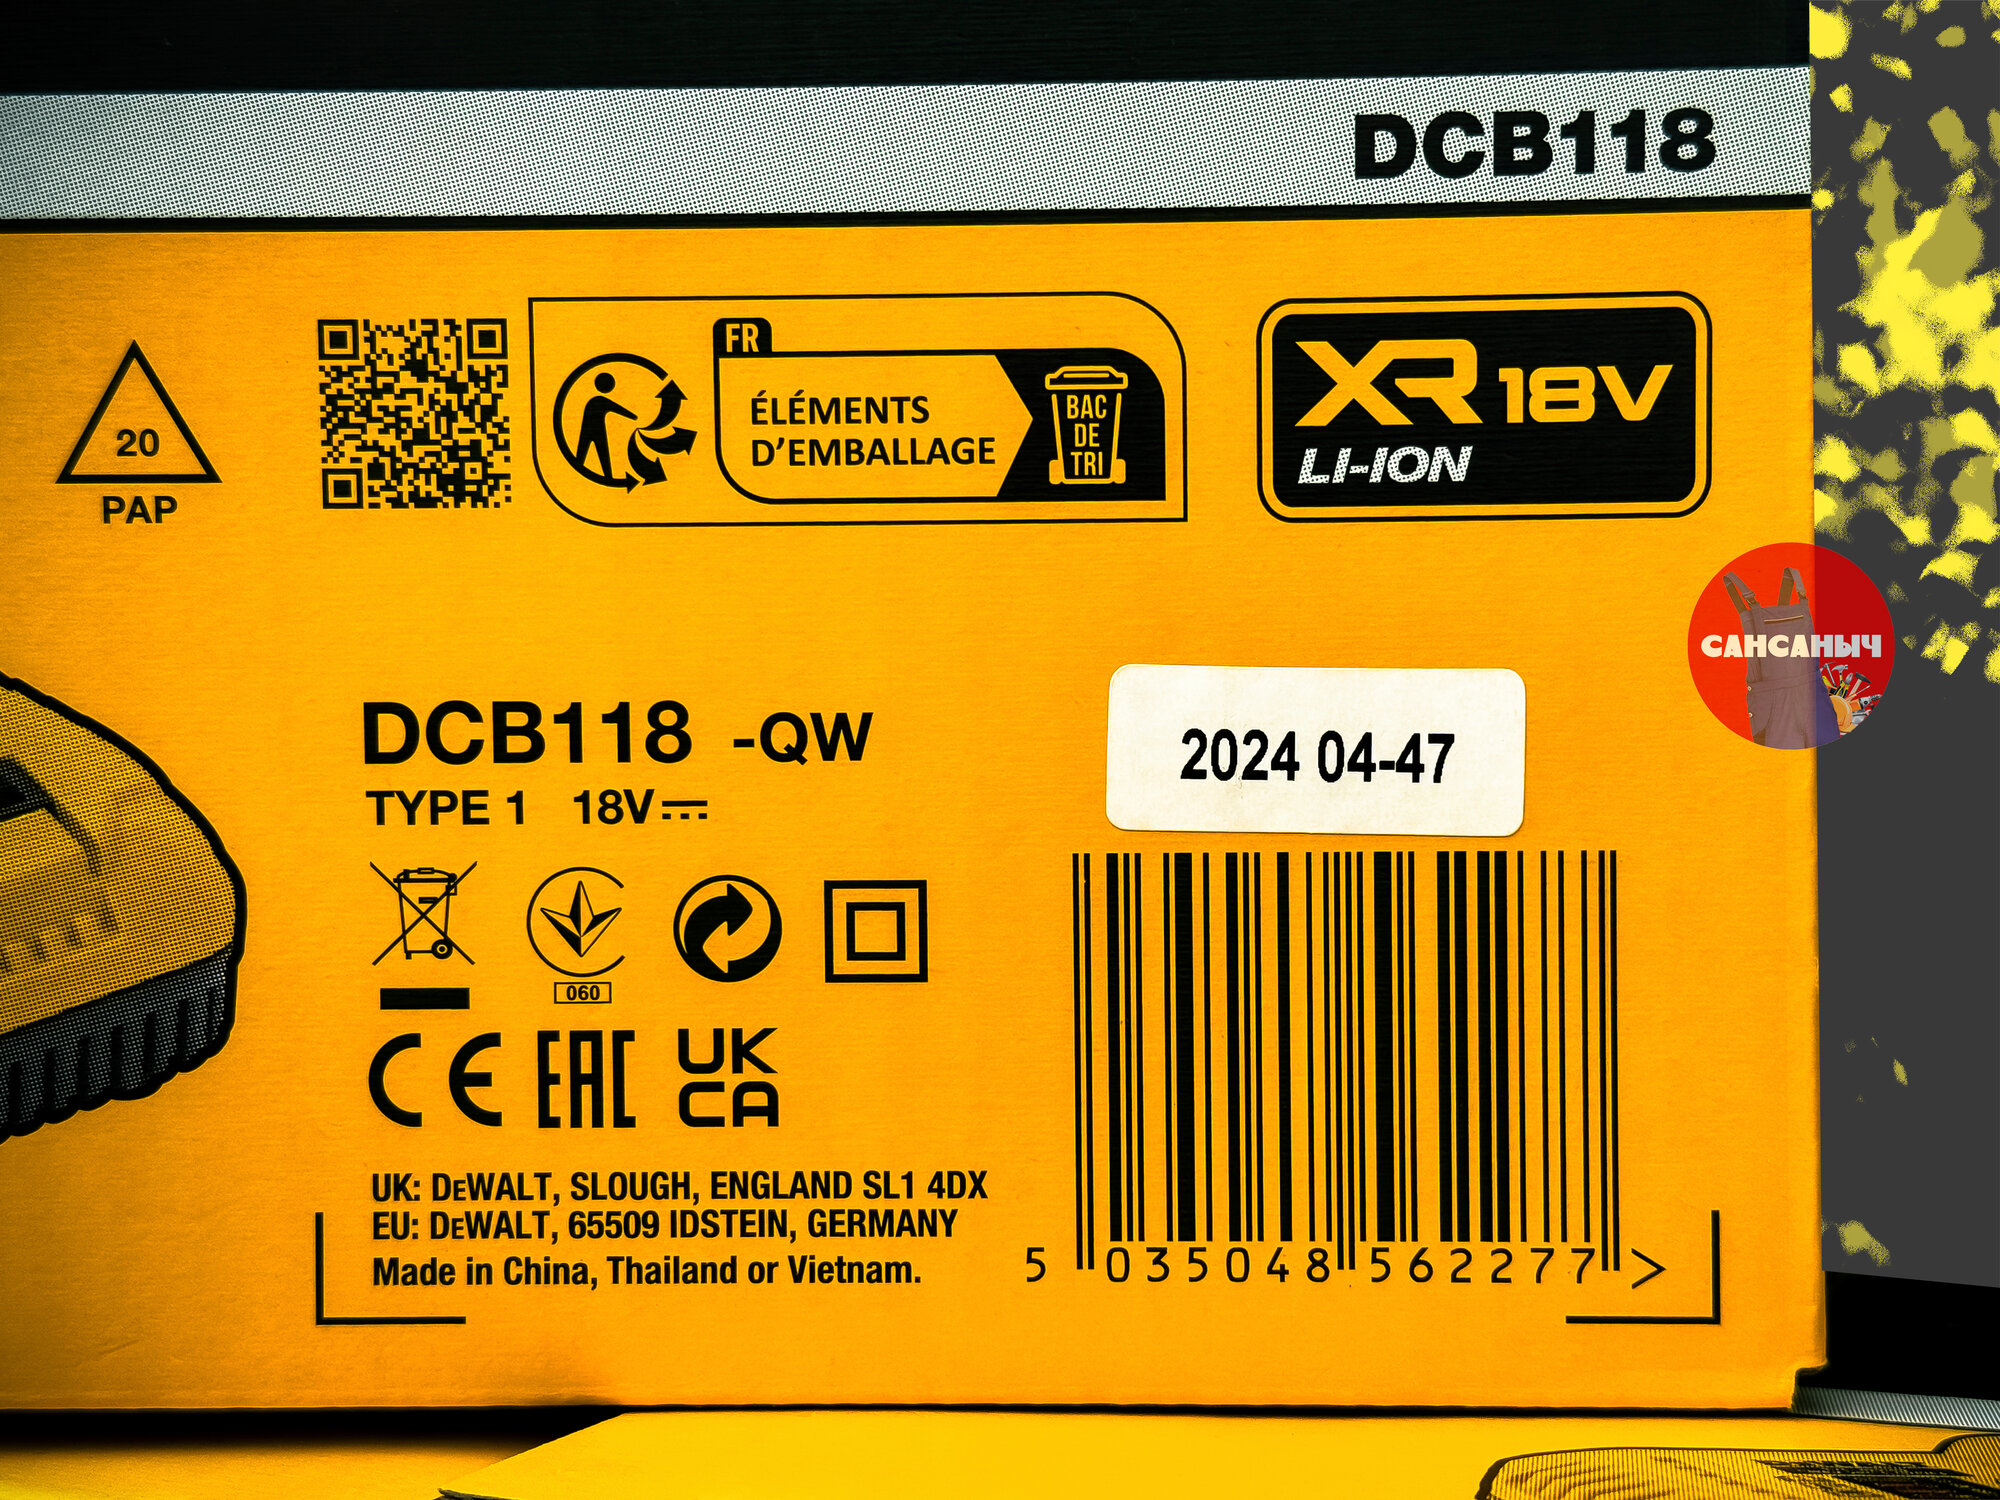 DCB118
20
PAP
FR
ÉLÉMENTS
D'EMBALLAGE
BAC
DE
TRI
XR 18V
LI-ION
САНСАНЫЧ
DCB118 -QW
TYPE 1 18V
2024 04-47
060
CE EAC UK
CA
UK: DEWALT, SLOUGH, ENGLAND SL1 4DX
EU: DEWALT, 65509 IDSTEIN, GERMANY
Made in China, Thailand or Vietnam.
5 035048 562277 >